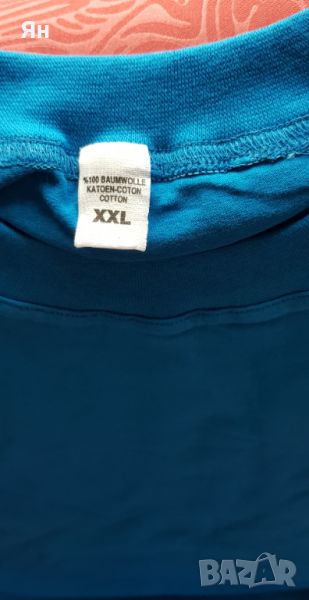 Ян
%100 BAUMWOLLE
KATOEN-COTON
COTTON
XXL
BAZAR